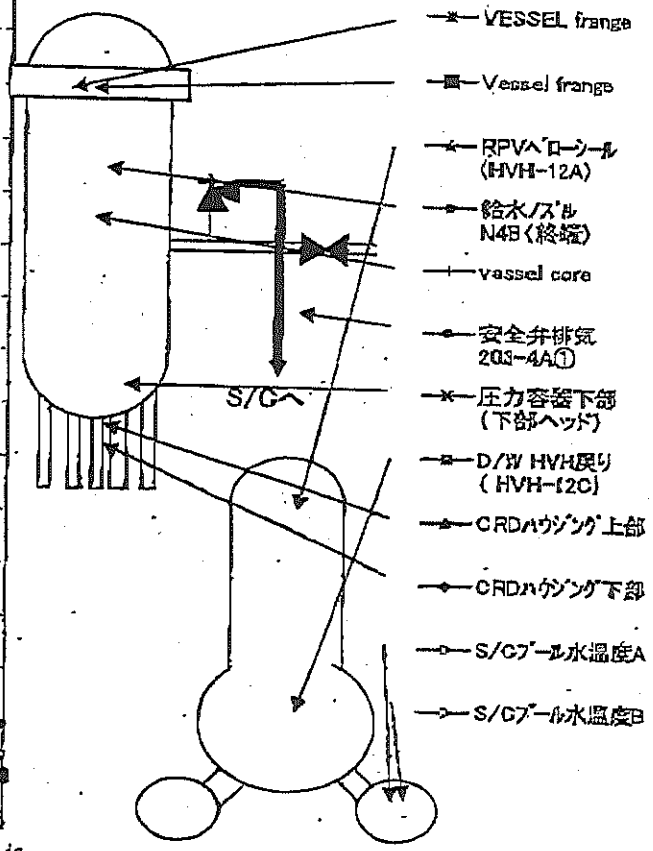 VESSEL frange
Vessel frange
RPVベローシール
(HVH-12A)
給水ノズル
N4B(終端)
vessel core
安全弁排気
203-4A①
S/Cへ
圧力容器下部
(下部ヘッド)
D/W HVH戻り
(HVH-12C)
CRDハウジング上部
CRDハウジング下部
S/Cプール水温度A
S/Cプール水温度B